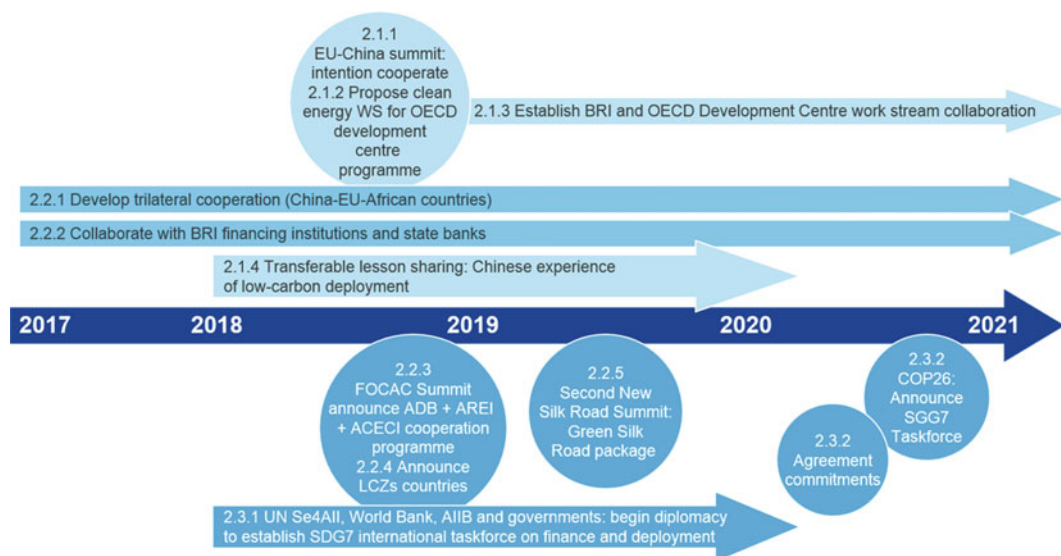 2.1.1
EU-China summit:
intention cooperate
2.1.2 Propose clean
energy WS for OECD
development
centre
programme
2.1.3 Establish BRI and OECD Development Centre work stream collaboration
2.2.1 Develop trilateral cooperation (China-EU-African countries)
2.2.2 Collaborate with BRI financing institutions and state banks
2.1.4 Transferable lesson sharing: Chinese experience
of low-carbon deployment
2017 2018 2019 2020 2021
2.2.3
FOCAC Summit
announce ADB + AREI
+ ACECI cooperation
programme
2.2.4 Announce
LCZs countries
2.2.5
Second New
Silk Road Summit:
Green Silk
Road package
2.3.2
Agreement
commitments
2.3.2
COP26:
Announce
SGG7
Taskforce
2.3.1 UN Se4All, World Bank, AIIB and governments: begin diplomacy
to establish SDG7 international taskforce on finance and deployment